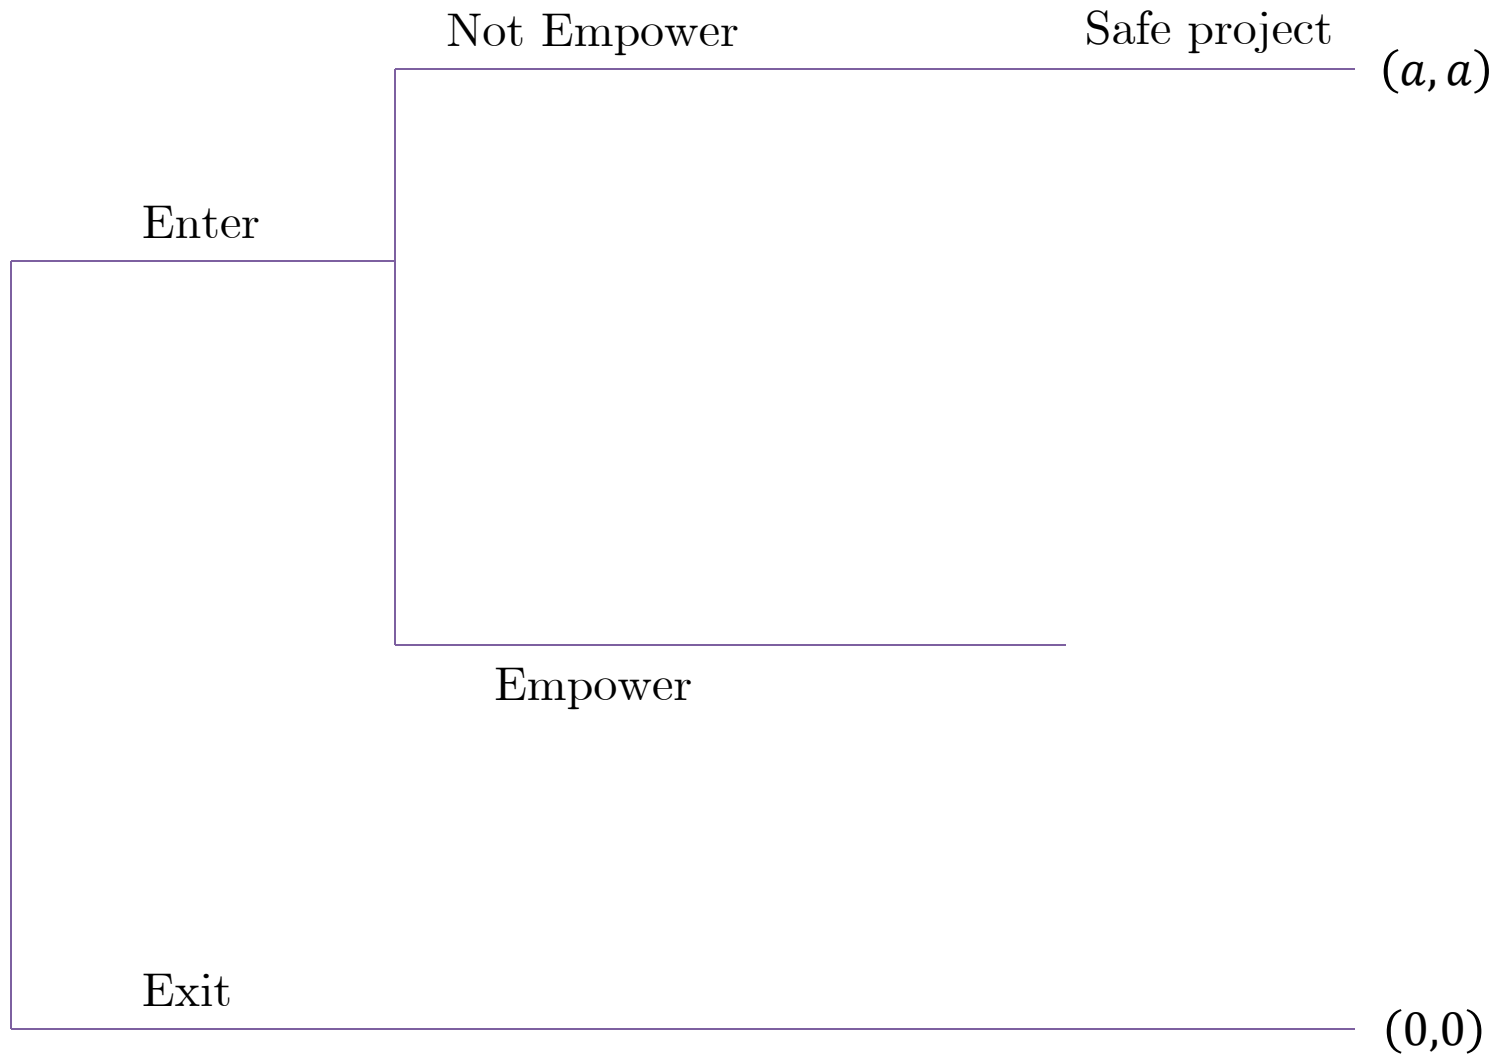 Not Empower
Safe project
(a, a)
Enter
Empower
Exit
(0,0)